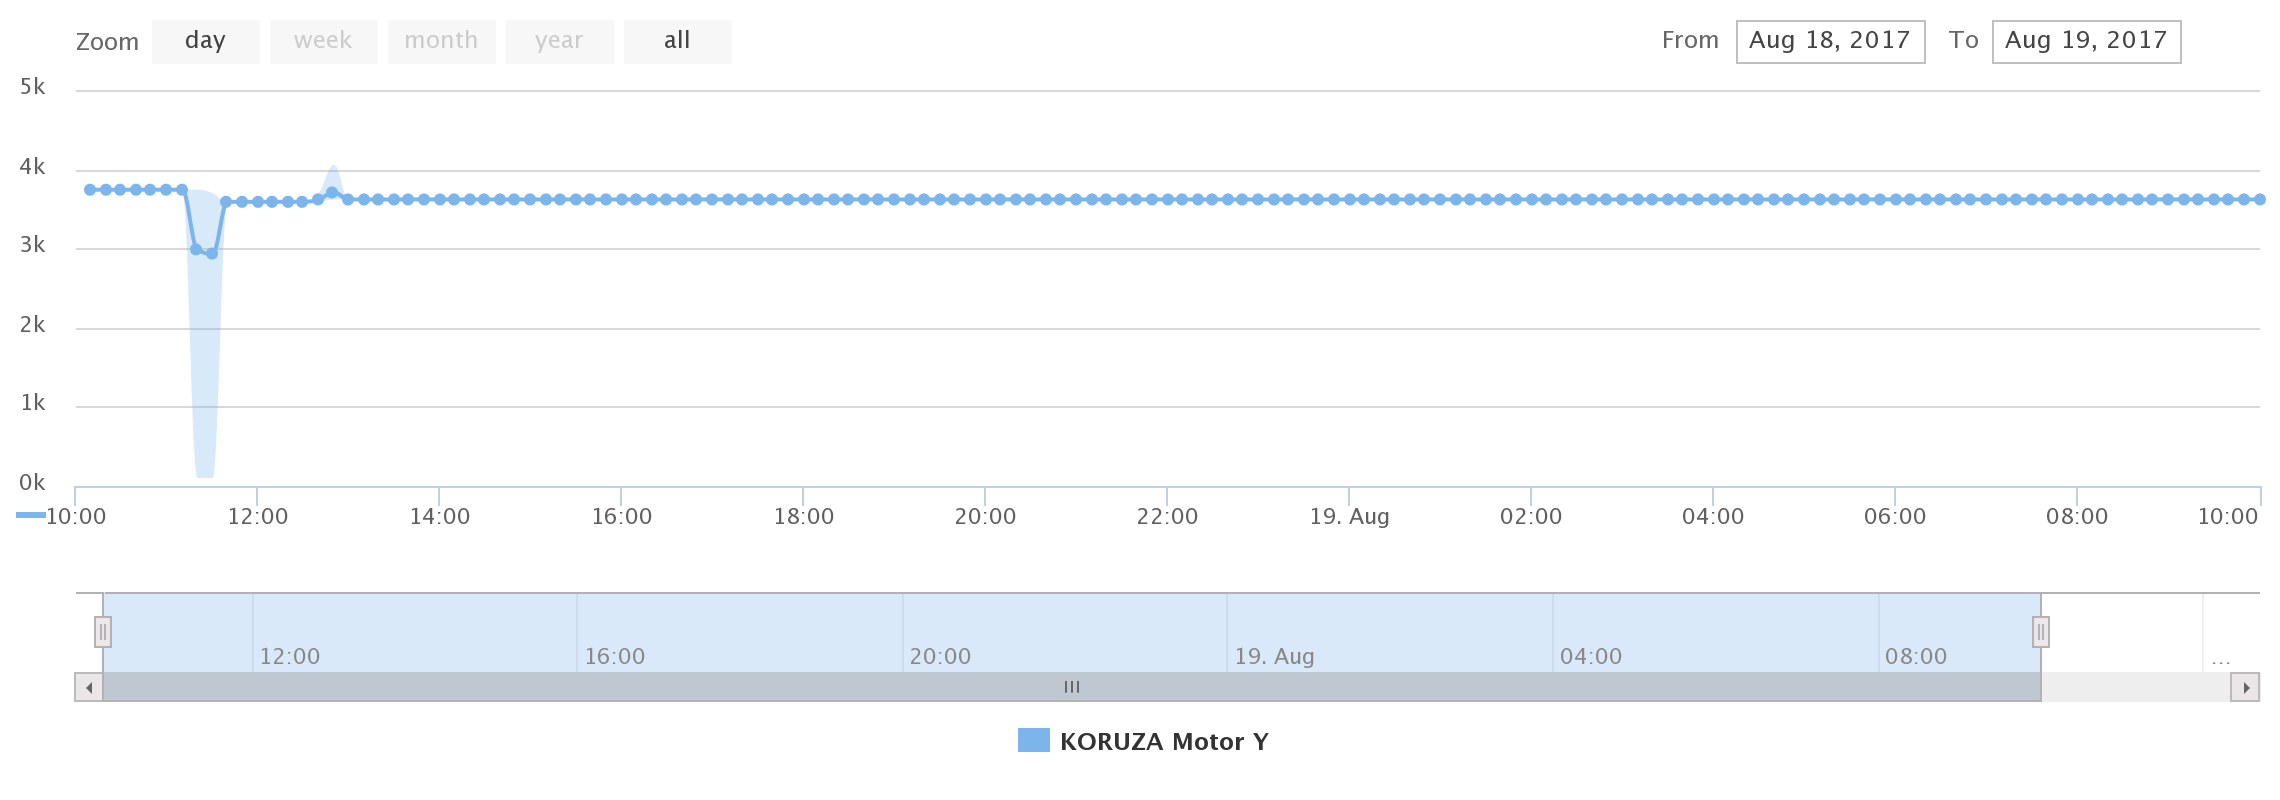 Zoom day week month year all From Aug 18, 2017 To Aug 19, 2017
5k
4k
3k
2k
1k
0k
10:00 12:00 14:00 16:00 18:00 20:00 22:00 19. Aug 02:00 04:00 06:00 08:00 10:00
12:00 16:00 20:00 19. Aug 04:00 08:00 ...
KORUZA Motor Y